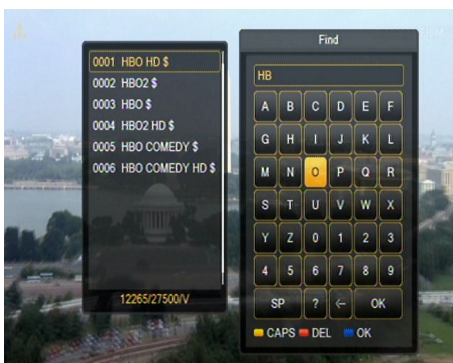 0001 HBO HD $
0002 HBO2 $
0003 HBO $
0004 HBO2 HD $
0005 HBO COMEDY $
0006 HBO COMEDY HD $
12265/27500/V
Find
HB
A B C D E F
G H I J K L
M N O P Q R
S T U V W X
Y Z 0 1 2 3
4 5 6 7 8 9
SP ? ← OK
CAPS DEL OK